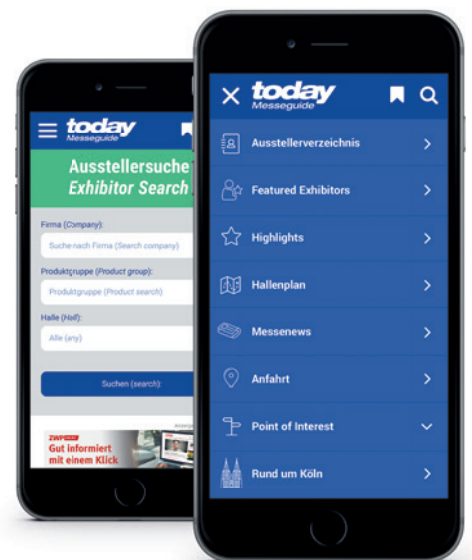 today
Messeguide
Ausstellersuche
Exhibitor Search
Firma (Company):
Suche nach Firma (Search company)
Produktgruppe (Product group):
Produktgruppe (Product search)
Halle (Hall):
Alle (any)
Suchen (search):
ZWP ONLINE
Gut informiert
mit einem Klick
today
Messeguide
Ausstellerverzeichnis
Featured Exhibitors
Highlights
Hallenplan
Messenews
Anfahrt
Point of Interest
Rund um Köln